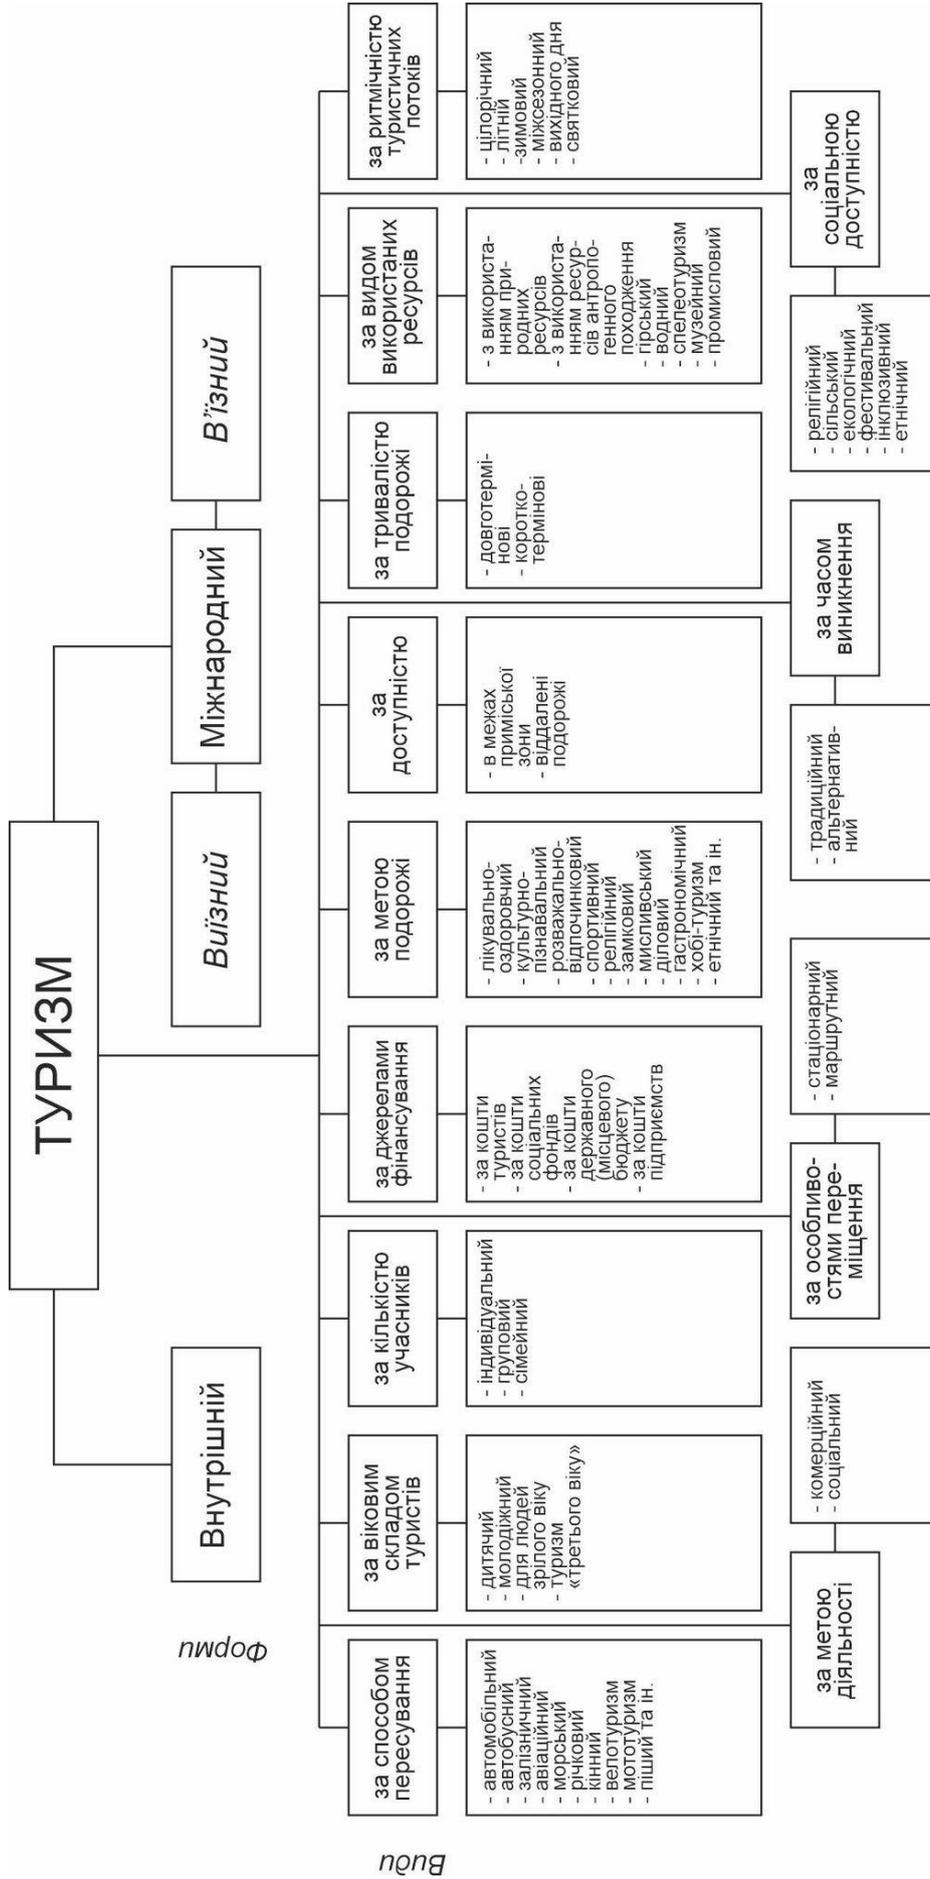 ТУРИЗМ
Форми
Внутрішній
Виїзний
Міжнародний
В’їзний
Види
за способом
пересування
- автомобільний
- автобусний
- залізничний
- авіаційний
- морський
- річковий
- кінний
- велотуризм
- мототуризм
- піший та ін.
за віковим
складом
туристів
- дитячий
- молодіжний
- для людей
зрілого віку
- туризм
«третього віку»
за кількістю
учасників
- індивідуальний
- груповий
- сімейний
за джерелами
фінансування
- за кошти
туристів
- за кошти
соціальних
фондів
- за кошти
державного
(місцевого)
бюджету
- за кошти
підприємств
за метою
подорожі
- лікувально-
оздоровчий
- культурно-
пізнавальний
- розважально-
відпочинковий
- спортивний
- релігійний
- замковий
- мисливський
- діловий
- гастрономічний
- хобі-туризм
- етнічний та ін.
за
доступністю
- в межах
приміської
зони
- віддалені
подорожі
за тривалістю
подорожі
- довготермі-
нові
- коротко-
термінові
за видом
використаних
ресурсів
- з використа-
нням при-
родних
ресурсів
- з використа-
нням ресур-
сів антропо-
генного
походження
- гірський
- водний
- спелеотуризм
- музейний
- промисловий
за ритмічністю
туристичних
потоків
- цілорічний
- літній
-зимовий
- міжсезонний
- вихідного дня
- святковий
за метою
діяльності
- комерційний
- соціальний
за особливо-
стями пере-
міщення
- стаціонарний
- маршрутний
- традиційний
-альтернатив-
ний
за часом
виникнення
- релігійний
- сільський
- екологічний
- фестивальний
- інклюзивний
- етнічний
за
соціальною
доступністю